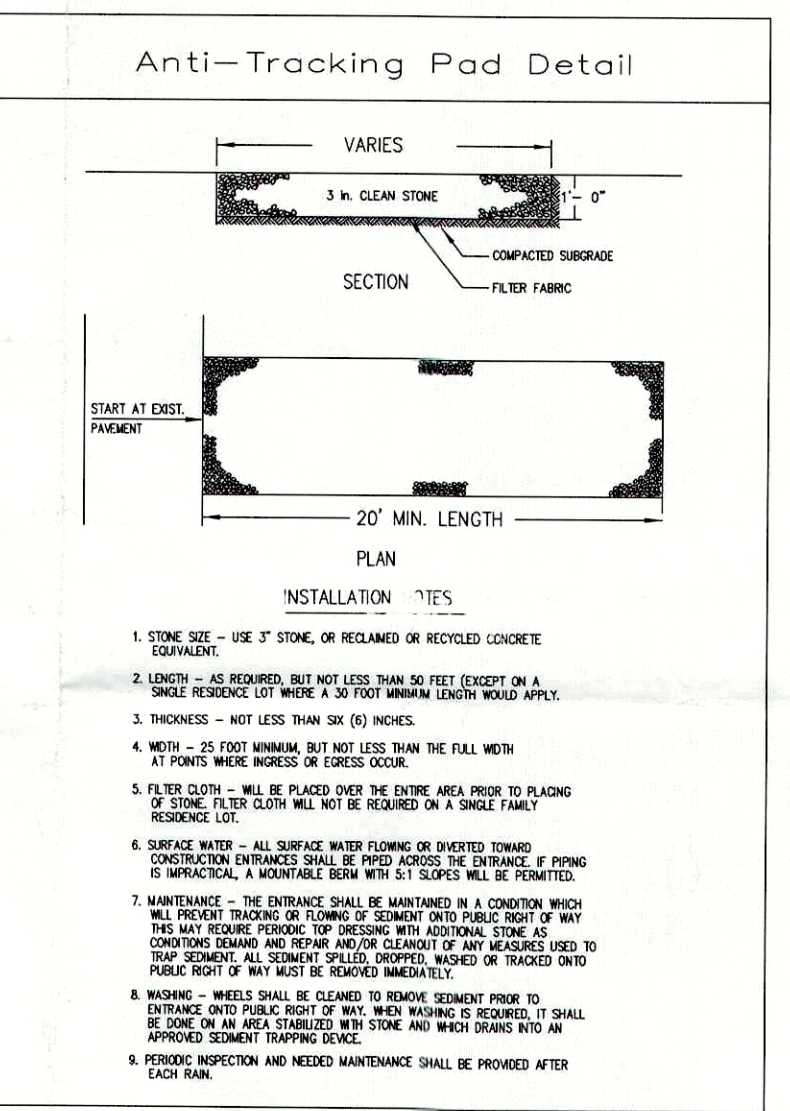 Anti-Tracking Pad Detail
VARIES
3 in. CLEAN STONE
1'- 0"
COMPACTED SUBGRADE
SECTION
FILTER FABRIC
START AT EXIST.
PAVEMENT
20' MIN. LENGTH
PLAN
INSTALLATION
1. STONE SIZE – USE 3" STONE, OR RECLAIMED OR RECYCLED CONCRETE
EQUIVALENT.
2. LENGTH – AS REQUIRED, BUT NOT LESS THAN 50 FEET (EXCEPT ON A
SINGLE RESIDENCE LOT WHERE A 30 FOOT MINIMUM LENGTH WOULD APPLY.
3. THICKNESS – NOT LESS THAN SIX (6) INCHES.
4. WIDTH – 25 FOOT MINIMUM, BUT NOT LESS THAN THE FULL WIDTH
AT POINTS WHERE INGRESS OR EGRESS OCCUR.
5. FILTER CLOTH – WILL BE PLACED OVER THE ENTIRE AREA PRIOR TO PLACING
OF STONE. FILTER CLOTH WILL NOT BE REQUIRED ON A SINGLE FAMILY
RESIDENCE LOT.
6. SURFACE WATER – ALL SURFACE WATER FLOWING OR DIVERTED TOWARD
CONSTRUCTION ENTRANCES SHALL BE PIPED ACROSS THE ENTRANCE. IF PIPING
IS IMPRACTICAL, A MOUNTABLE BERM WITH 5:1 SLOPES WILL BE PERMITTED.
7. MAINTENANCE – THE ENTRANCE SHALL BE MAINTAINED IN A CONDITION WHICH
WILL PREVENT TRACKING OR FLOWING OF SEDIMENT ONTO PUBLIC RIGHT OF WAY
THIS MAY REQUIRE PERIODIC TOP DRESSING WITH ADDITIONAL STONE AS
CONDITIONS DEMAND AND REPAIR AND/OR CLEANOUT OF ANY MEASURES USED TO
TRAP SEDIMENT. ALL SEDIMENT SPILLED, DROPPED, WASHED OR TRACKED ONTO
PUBLIC RIGHT OF WAY MUST BE REMOVED IMMEDIATELY.
8. WASHING – WHEELS SHALL BE CLEANED TO REMOVE SEDIMENT PRIOR TO
ENTRANCE ONTO PUBLIC RIGHT OF WAY. WHEN WASHING IS REQUIRED, IT SHALL
BE DONE ON AN AREA STABILIZED WITH STONE AND WHICH DRAINS INTO AN
APPROVED SEDIMENT TRAPPING DEVICE.
9. PERIODIC INSPECTION AND NEEDED MAINTENANCE SHALL BE PROVIDED AFTER
EACH RAIN.